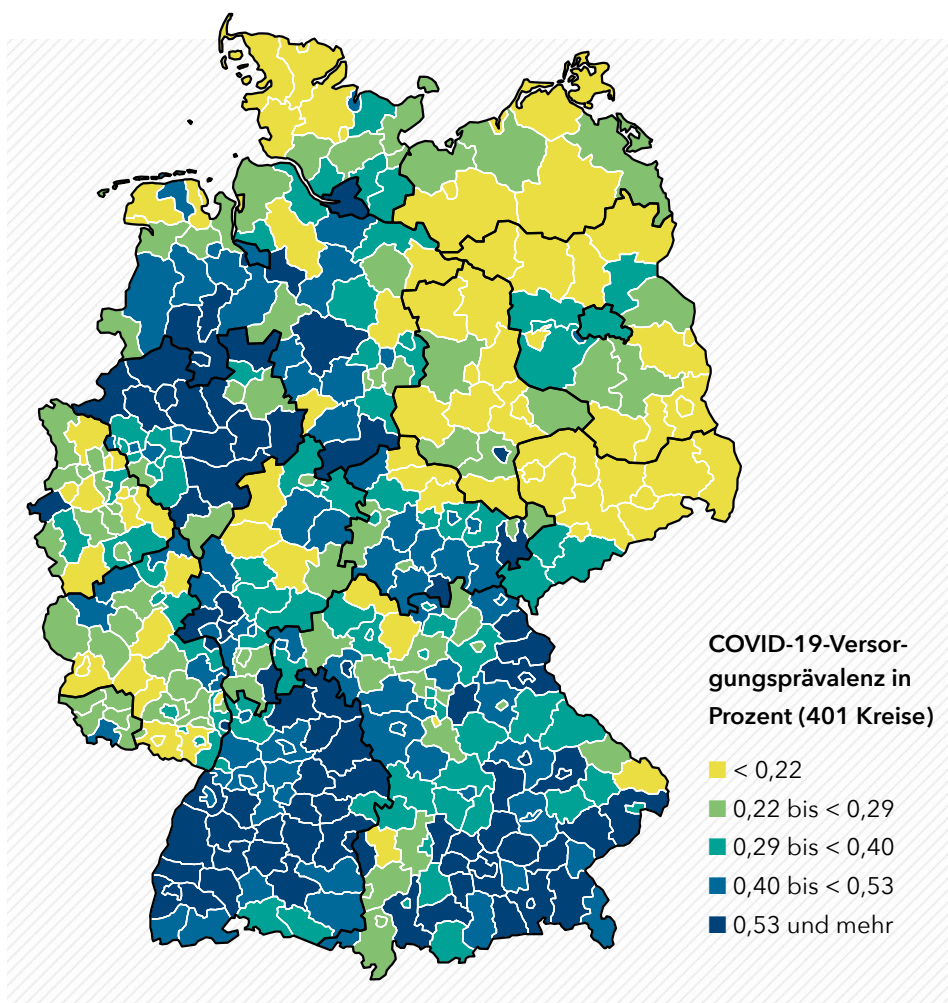 COVID-19-Versor-
gungsprävalenz in
Prozent (401 Kreise)
< 0,22
0,22 bis < 0,29
0,29 bis < 0,40
0,40 bis < 0,53
0,53 und mehr